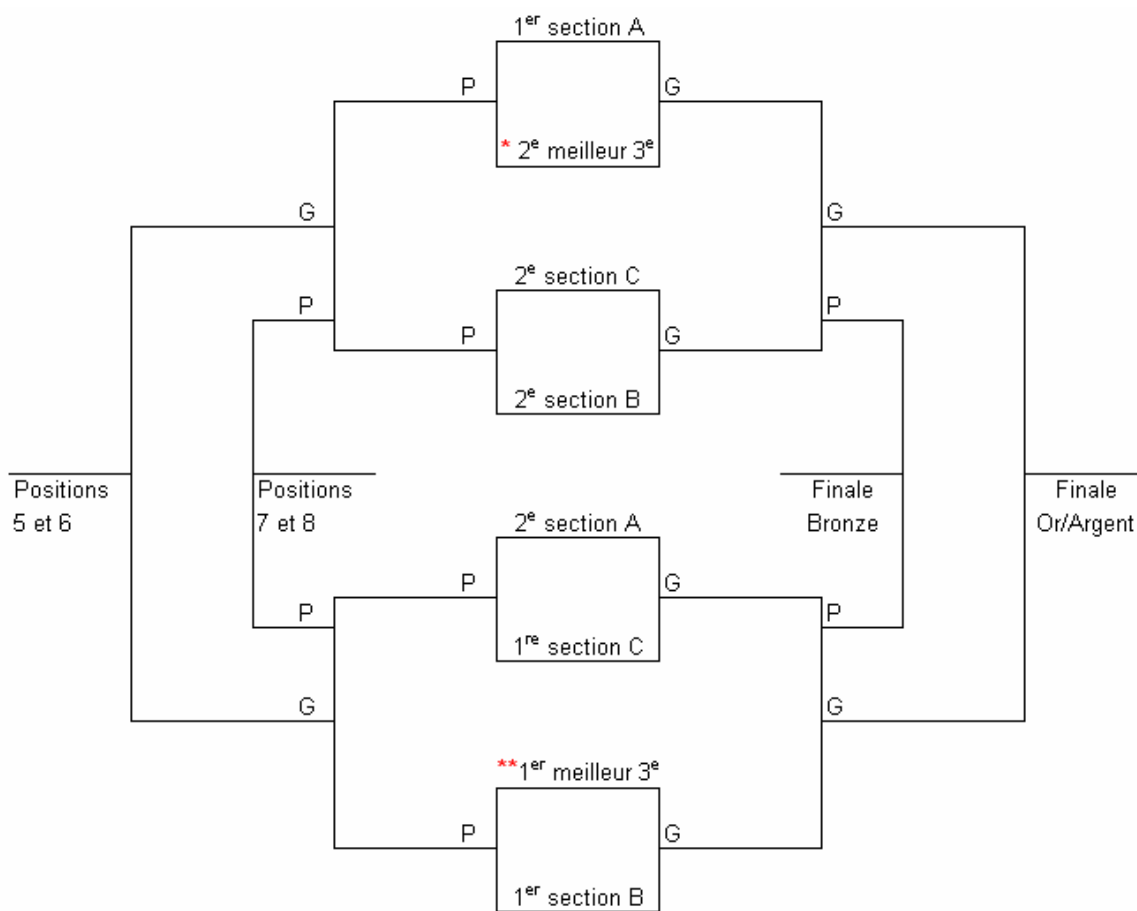 1er section A
P
G
* 2e meilleur 3e
G
G
2e section C
P
P
P
G
2e section B
Positions
5 et 6
Positions
7 et 8
Finale
Bronze
Finale
Or/Argent
2e section A
P
G
P
P
1re section C
G
G
**1er meilleur 3e
P
G
1er section B